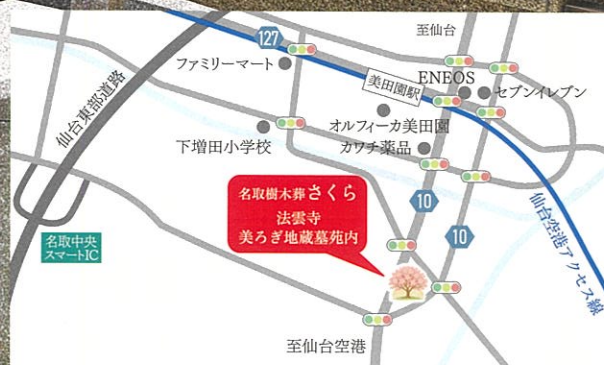 至仙台
127
ファミリーマート
ENEOS
セブンイレブン
美田園駅
仙台東部道路
オルフィーカ美田園
下増田小学校
カワチ薬品
名取樹木葬さくら
法雲寺
美ろぎ地蔵墓苑内
10
10
仙台空港アクセス線
名取中央
スマートIC
至仙台空港